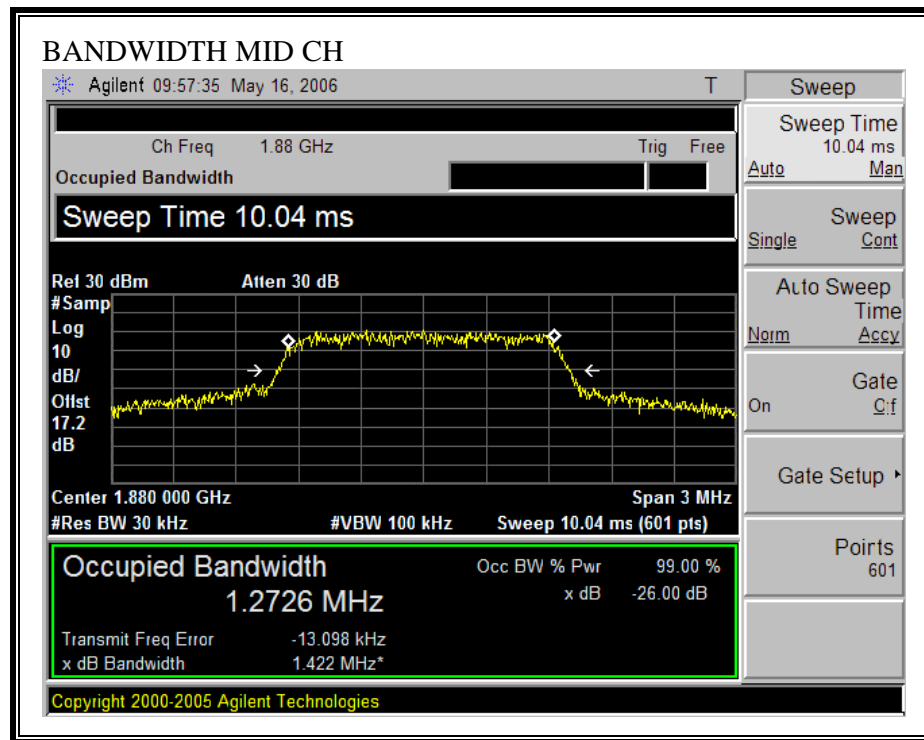 BANDWIDTH MID CH
Agilent 09:57:35 May 16, 2006 T
Sweep
Ch Freq 1.88 GHz Trig Free
Occupied Bandwidth
Sweep Time 10.04 ms
Sweep Time
10.04 ms
Auto Man
Sweep
Single Cont
Auto Sweep
Time
Norm Accy
Gate
On Off
Gate Setup
Points
601
Ref 30 dBm Atten 30 dB
#Samp
Log
10
dB/
Offst
17.2
dB
Center 1.880 000 GHz Span 3 MHz
#Res BW 30 kHz #VBW 100 kHz Sweep 10.04 ms (601 pts)
Occupied Bandwidth Occ BW % Pwr 99.00 %
1.2726 MHz x dB -26.00 dB
Transmit Freq Error -13.098 kHz
x dB Bandwidth 1.422 MHz*
Copyright 2000-2005 Agilent Technologies